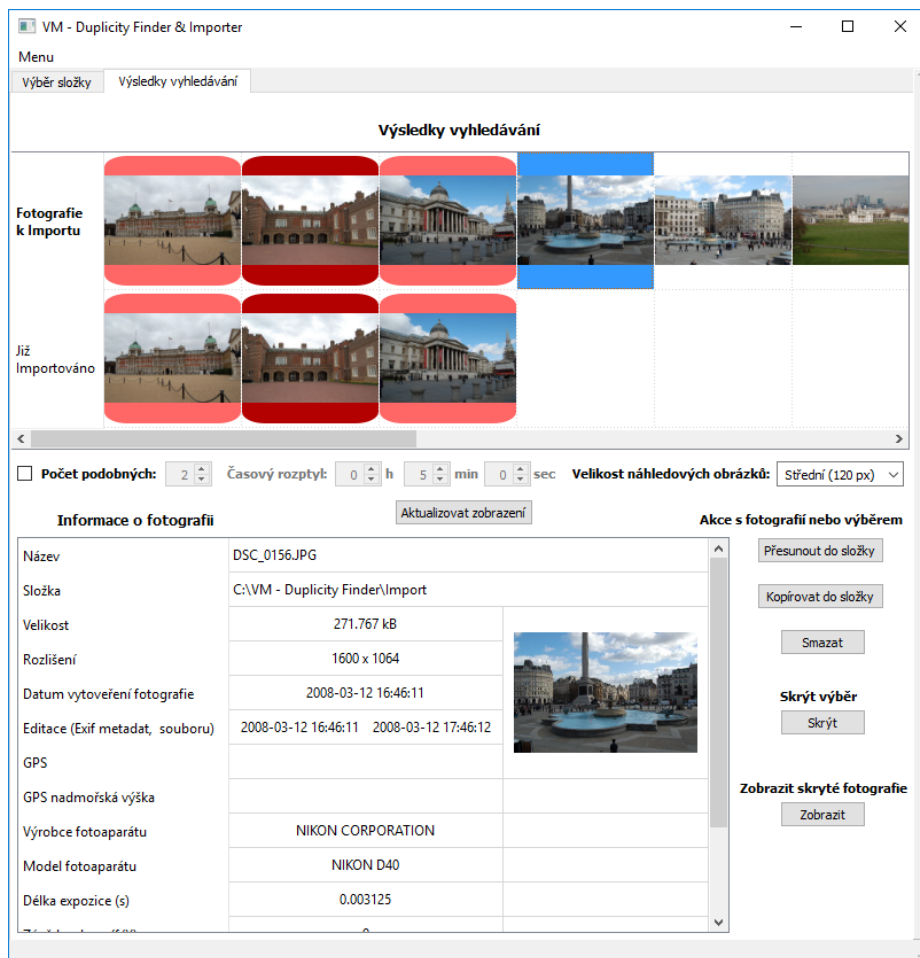 VM - Duplicity Finder & Importer
Menu
Výběr složky Výsledky vyhledávání
Výsledky vyhledávání
Fotografie
k Importu
Již
Importováno
Počet podobných: 2 Časový rozptyl: 0 h 5 min 0 sec Velikost náhledových obrázků: Střední (120 px)
Aktualizovat zobrazení
Informace o fotografii
Akce s fotografií nebo výběrem
Název DSC_0156.JPG
Přesunout do složky
Složka C:\VM - Duplicity Finder\Import
Kopírovat do složky
Velikost 271.767 kB
Smazat
Rozlišení 1600 x 1064
Datum vytoveření fotografie 2008-03-12 16:46:11
Skrýt výběr
Editace (Exif metadat, souboru) 2008-03-12 16:46:11 2008-03-12 17:46:12
Skrýt
GPS
GPS nadmořská výška
Zobrazit skryté fotografie
Zobrazit
Výrobce fotoaparátu NIKON CORPORATION
Model fotoaparátu NIKON D40
Délka expozice (s) 0.003125